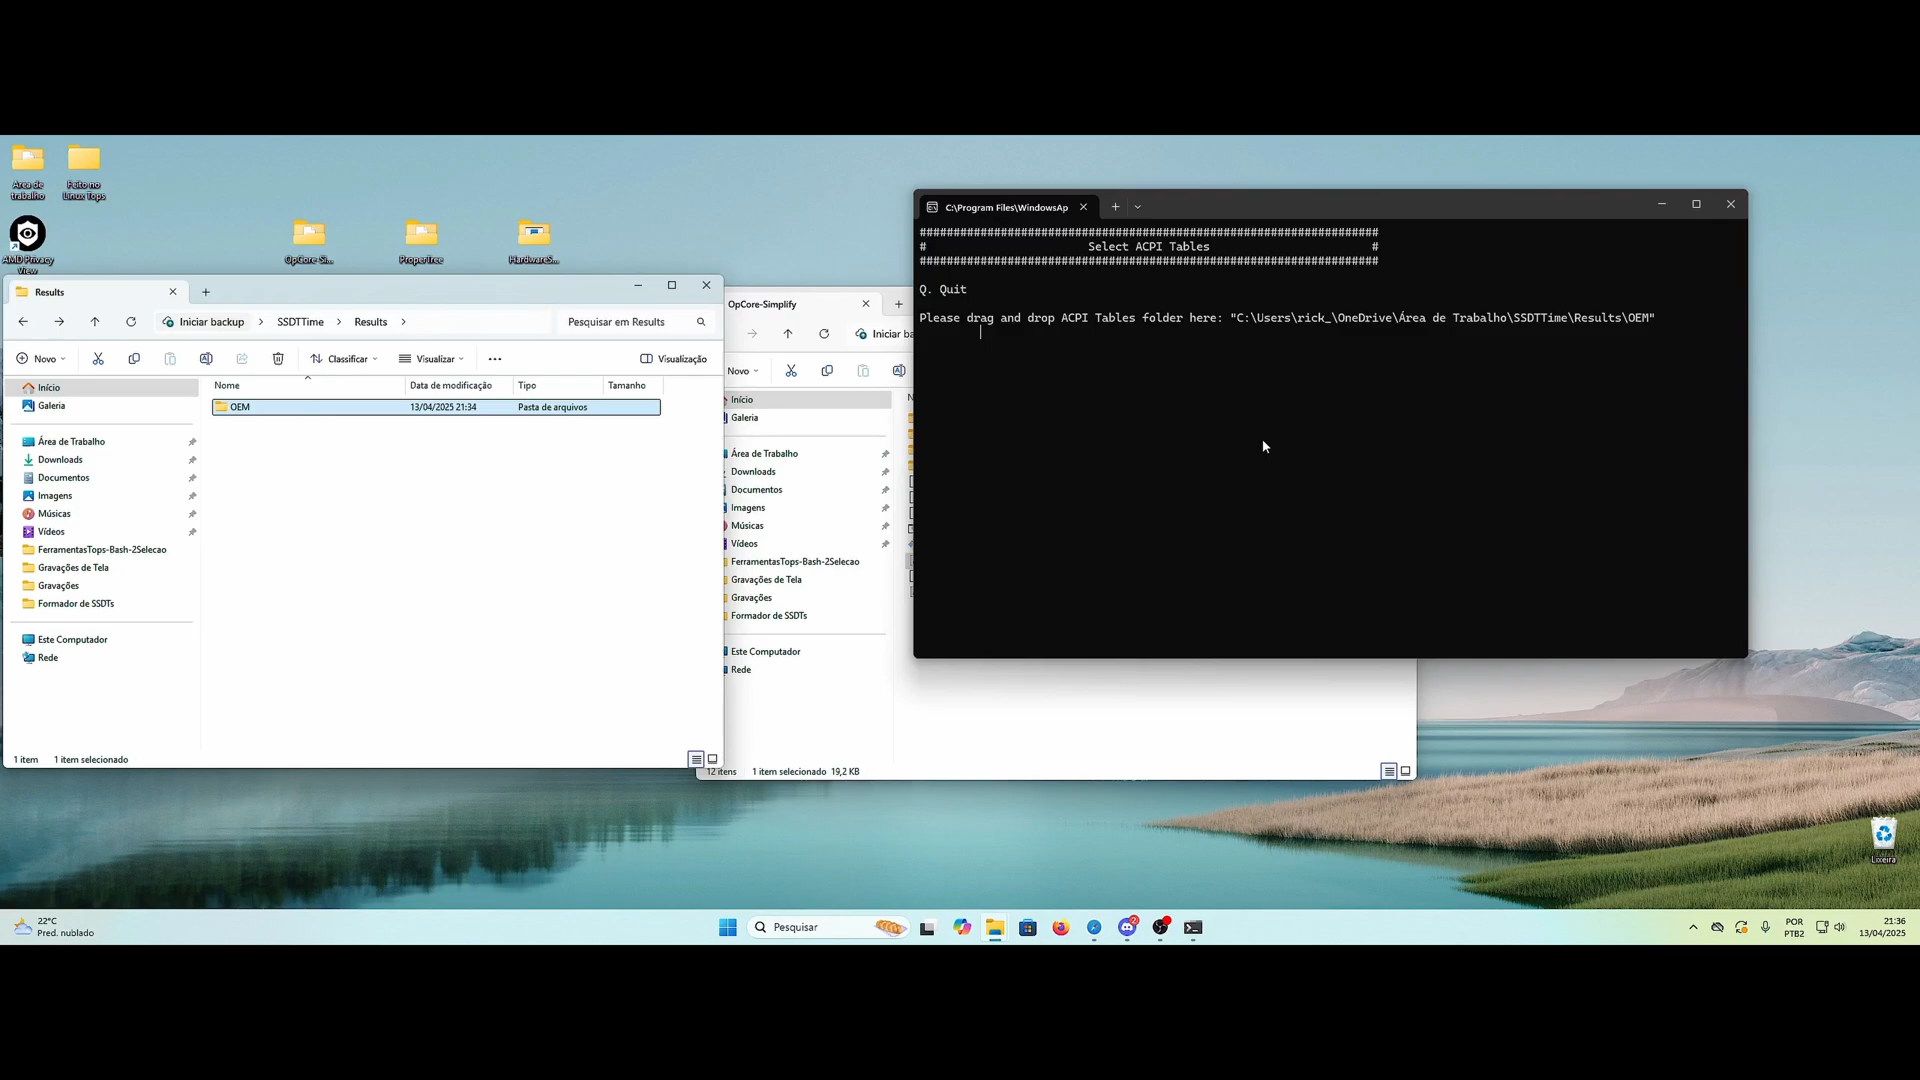 Área de
trabalho
Feito no
Linux Tops
AMD Privacy
View
OpCore Si...
ProperTree
HardwareS...
Results
Iniciar backup > SSDTTime > Results >
Pesquisar em Results
Novo
Classificar
Visualizar
Visualização
Nome
Data de modificação
Tipo
Tamanho
OEM
13/04/2025 21:34
Pasta de arquivos
Início
Galeria
Área de Trabalho
Downloads
Documentos
Imagens
Músicas
Vídeos
FerramentasTops-Bash-2Selecao
Gravações de Tela
Gravações
Formador de SSDTs
Este Computador
Rede
1 item
1 item selecionado
OpCore-Simplify
Iniciar ba
Novo
Início
Galeria
Área de Trabalho
Downloads
Documentos
Imagens
Músicas
Vídeos
FerramentasTops-Bash-2Selecao
Gravações de Tela
Gravações
Formador de SSDTs
Este Computador
Rede
12 itens
1 item selecionado 19,2 KB
C:\Program Files\WindowsAp
####################################################################
# Select ACPI Tables #
####################################################################
Q. Quit
Please drag and drop ACPI Tables folder here: "C:\Users\rick_\OneDrive\Área de Trabalho\SSDTTime\Results\OEM"
Lixeira
22°C
Pred. nublado
Pesquisar
2
POR
PTB2
21:36
13/04/2025